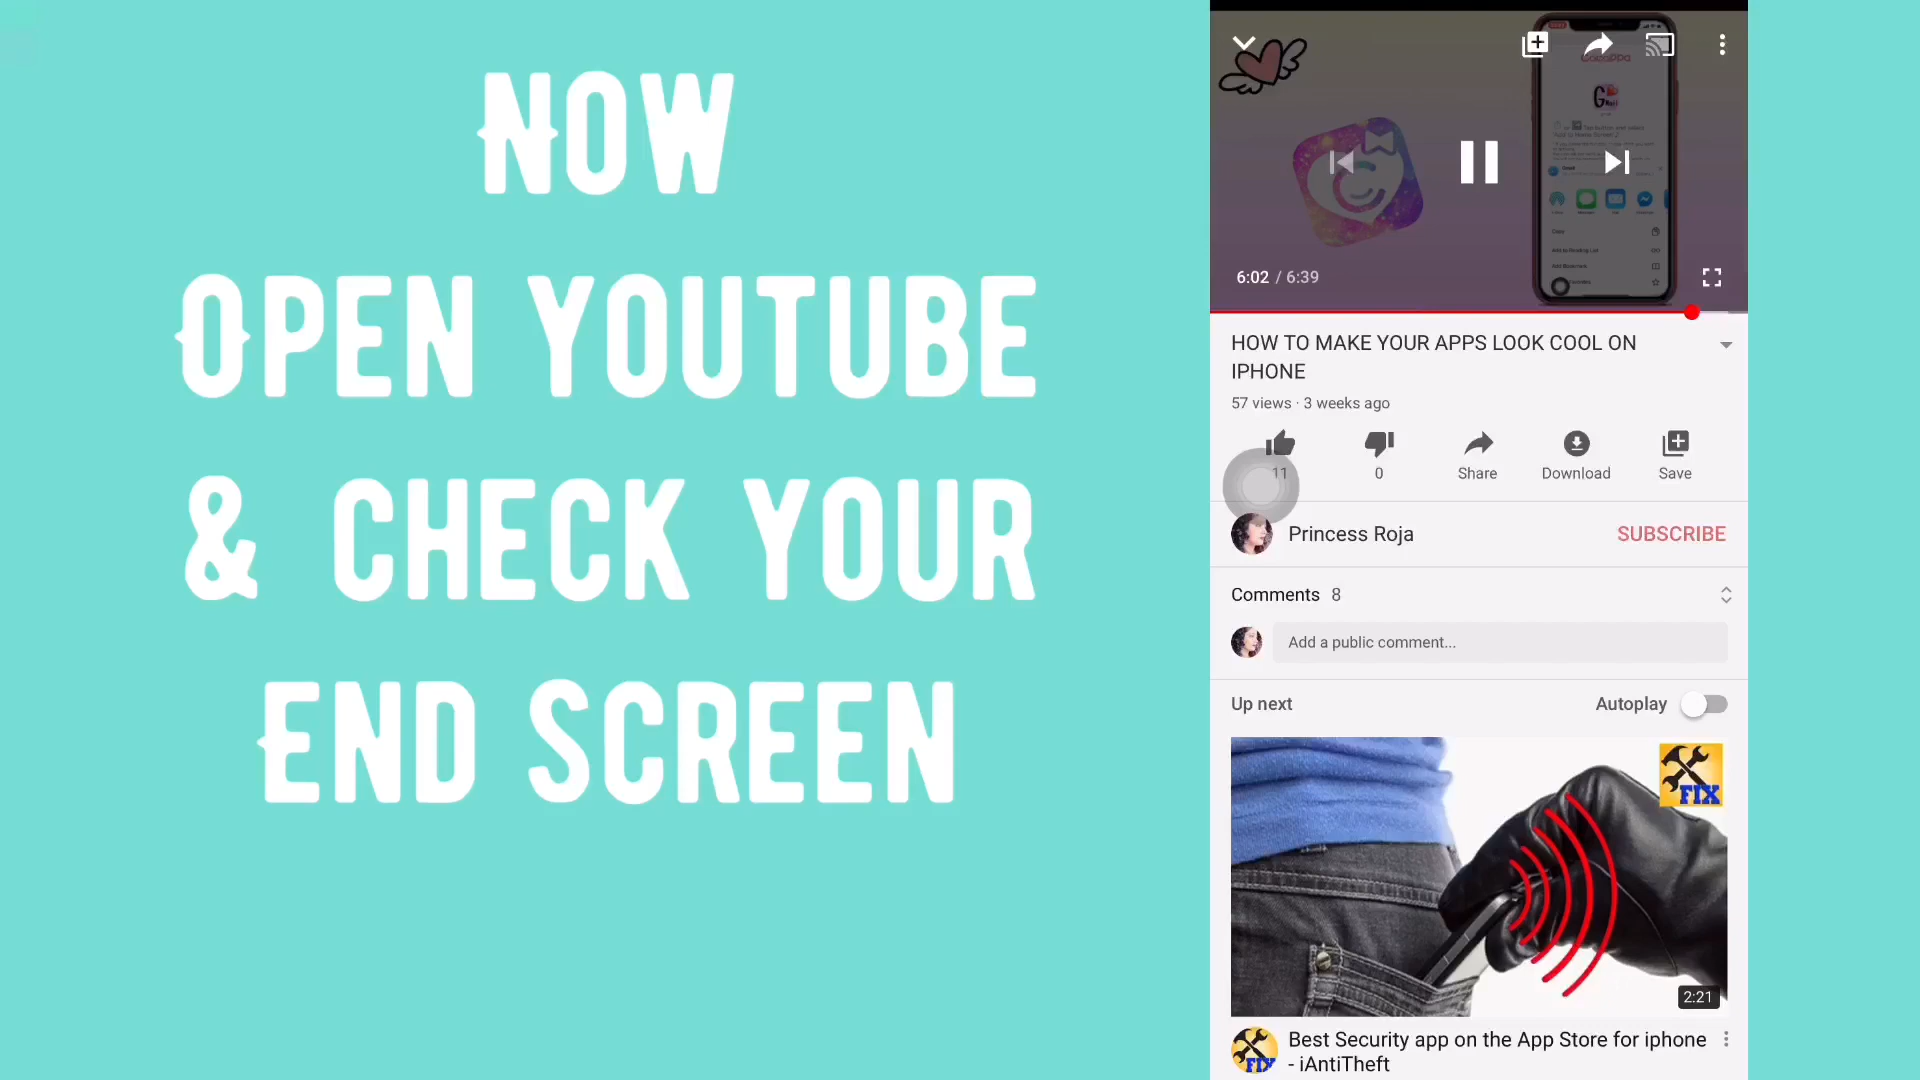 NOW
OPEN YOUTUBE
& CHECK YOUR
END SCREEN
6:02 / 6:39
HOW TO MAKE YOUR APPS LOOK COOL ON
IPHONE
57 views · 3 weeks ago
11
0
Share
Download
Save
Princess Roja
SUBSCRIBE
Comments 8
Add a public comment...
Up next
Autoplay
FIX
2:21
Best Security app on the App Store for iphone
- iAntiTheft
FIX